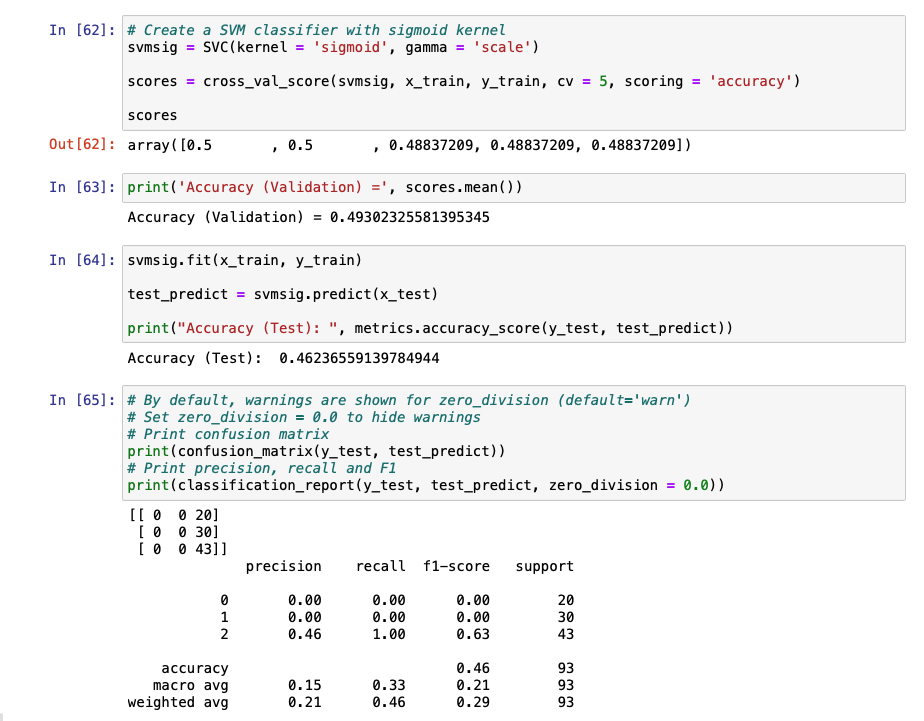 In [62]: # Create a SVM classifier with sigmoid kernel
svmsig = SVC(kernel = 'sigmoid', gamma = 'scale')
scores = cross_val_score(svmsig, x_train, y_train, cv = 5, scoring = 'accuracy')
scores
Out[62]: array([0.5       , 0.5       , 0.48837209, 0.48837209, 0.48837209])
In [63]: print('Accuracy (Validation) =', scores.mean())
Accuracy (Validation) = 0.49302325581395345
In [64]: svmsig.fit(x_train, y_train)
test_predict = svmsig.predict(x_test)
print("Accuracy (Test): ", metrics.accuracy_score(y_test, test_predict))
Accuracy (Test):  0.46236559139784944
In [65]: # By default, warnings are shown for zero_division (default='warn')
# Set zero_division = 0.0 to hide warnings
# Print confusion matrix
print(confusion_matrix(y_test, test_predict))
# Print precision, recall and F1
print(classification_report(y_test, test_predict, zero_division = 0.0))
[[ 0  0 20]
 [ 0  0 30]
 [ 0  0 43]]
              precision    recall  f1-score   support
           0       0.00      0.00      0.00        20
           1       0.00      0.00      0.00        30
           2       0.46      1.00      0.63        43
    accuracy                           0.46        93
   macro avg       0.15      0.33      0.21        93
weighted avg       0.21      0.46      0.29        93